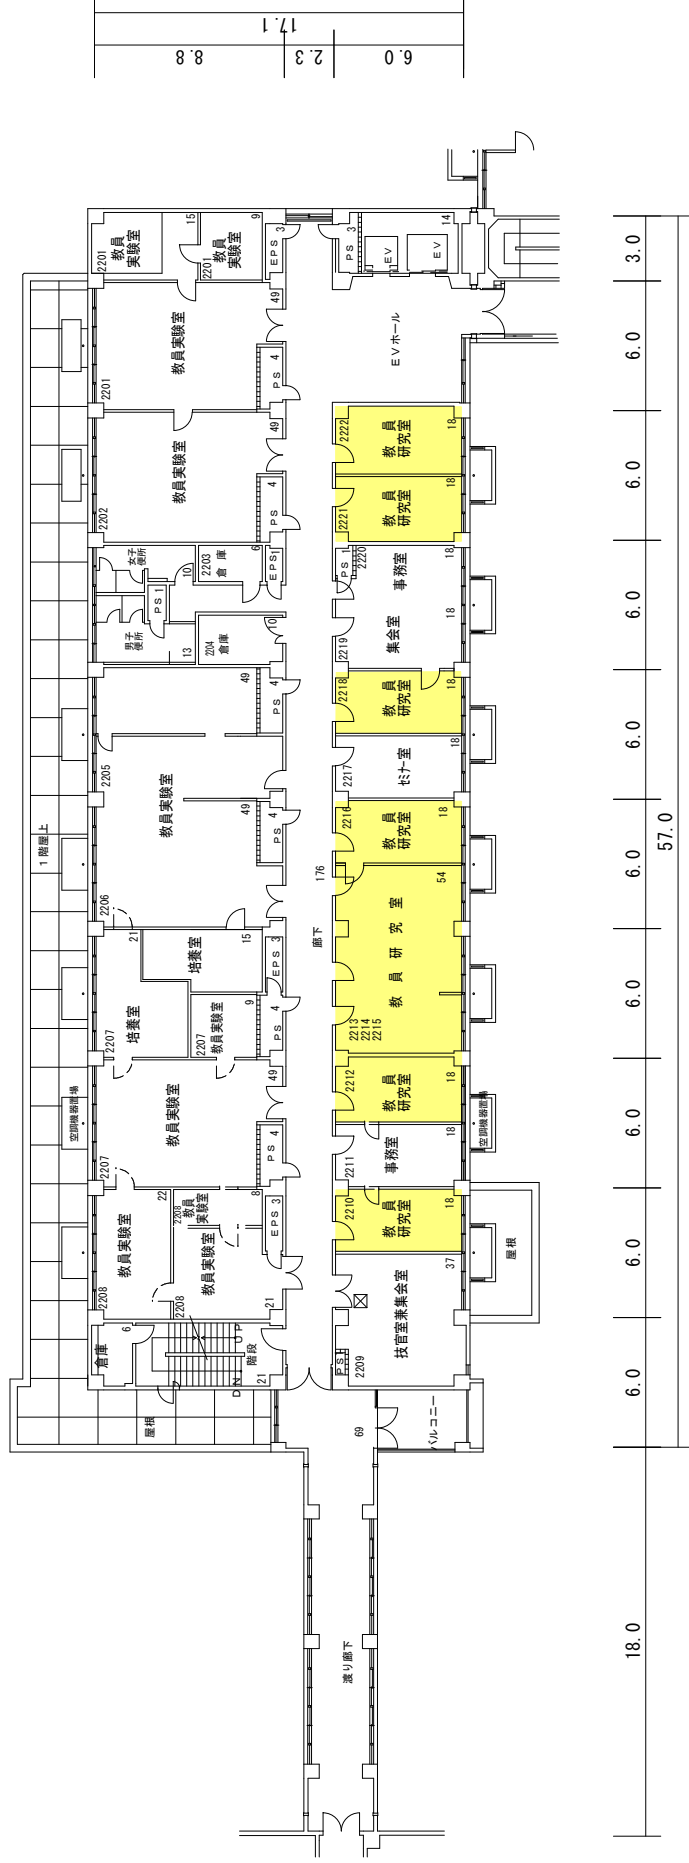 17.1
8.8
2.3
6.0
2201
教員
実験室
15
2201
教員
実験室
9
EPS 3
PS 3
EV
EV
14
3.0
2201
教員実験室
49
PS 4
EVホール
6.0
2202
教員実験室
49
PS 4
2222
教員
研究室
18
2221
教員
研究室
18
6.0
女子
便所
10
2203
倉庫
6
EPS1
PS 1
男子
便所
13
2204
倉庫
10
PS 1
2220
事務室
18
2219
集会室
18
6.0
49
PS 4
2218
教員
研究室
18
2205
教員実験室
49
PS 4
2217
ｾﾐﾅｰ室
18
6.0
1階屋上
2206
廊下
176
2216
教員
研究室
18
6.0
57.0
2207
培養室
21
培養室
15
EPS 3
2207
教員実験室
9
PS 4
教員研究室
54
2213
2214
2215
6.0
空調機器置場
2207
教員実験室
49
PS 4
2212
教員
研究室
18
2211
事務室
18
空調機器置場
6.0
2208
教員実験室
22
2208
教員
実験室
8
2208
教員実験室
21
EPS 3
2210
教員
研究室
18
屋根
6.0
倉庫
6
UP
DN
階段
21
PS1
2209
技官室兼集会室
37
6.0
屋根
69
バルコニー
渡り廊下
18.0